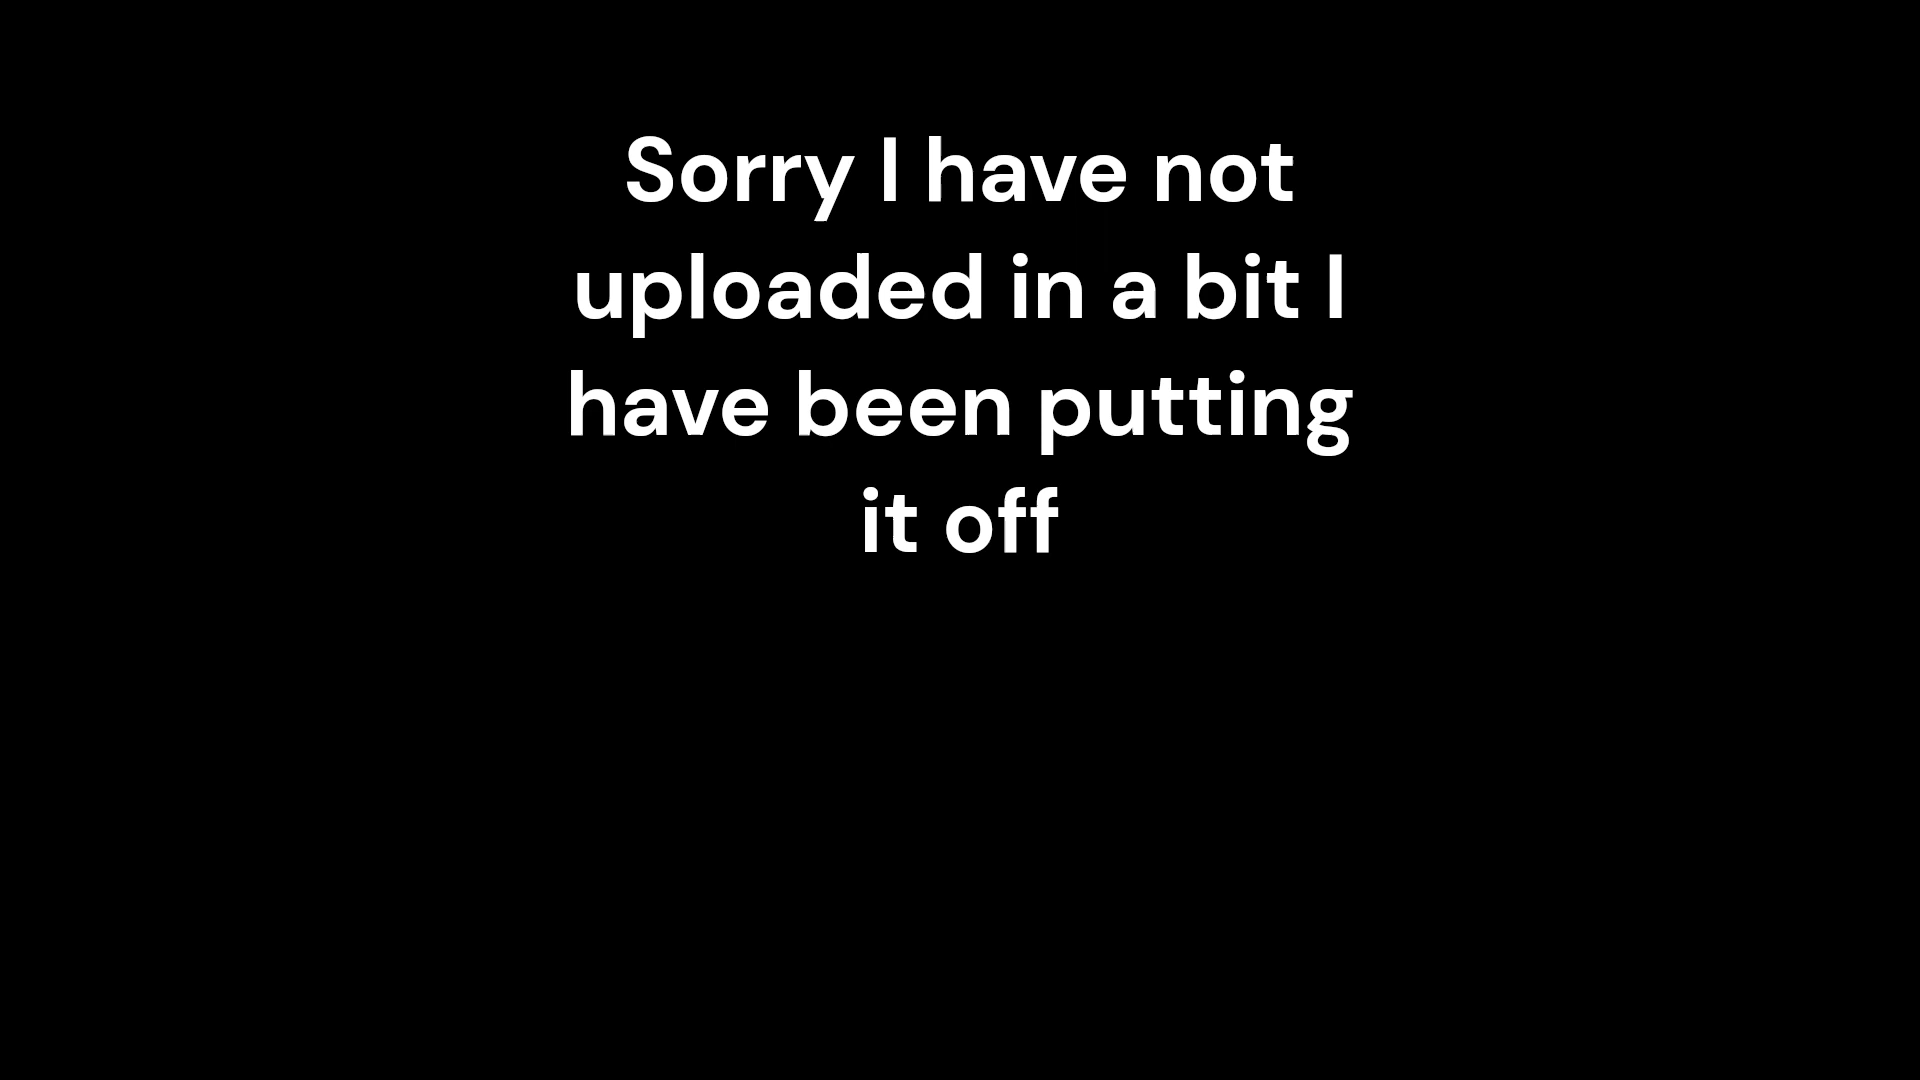 Sorry I have not
uploaded in a bit I
have been putting
it off